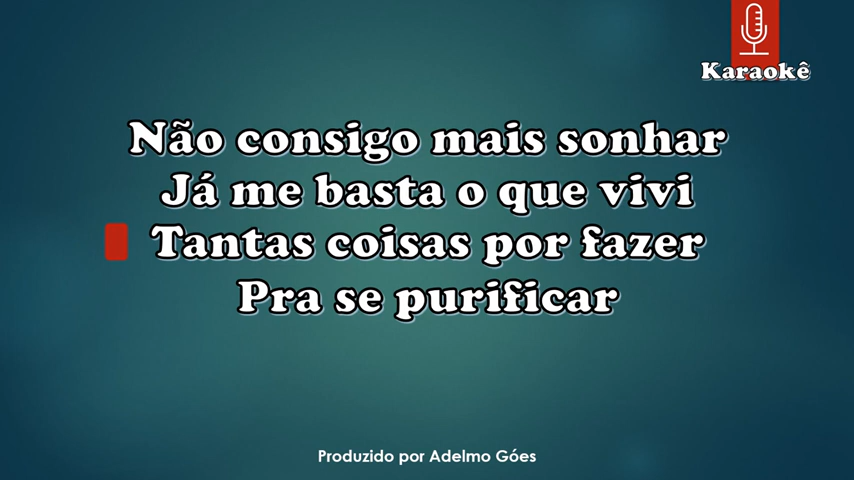 Karaokê
Não consigo mais sonhar
Já me basta o que vivi
Tantas coisas por fazer
Pra se purificar
Produzido por Adelmo Góes